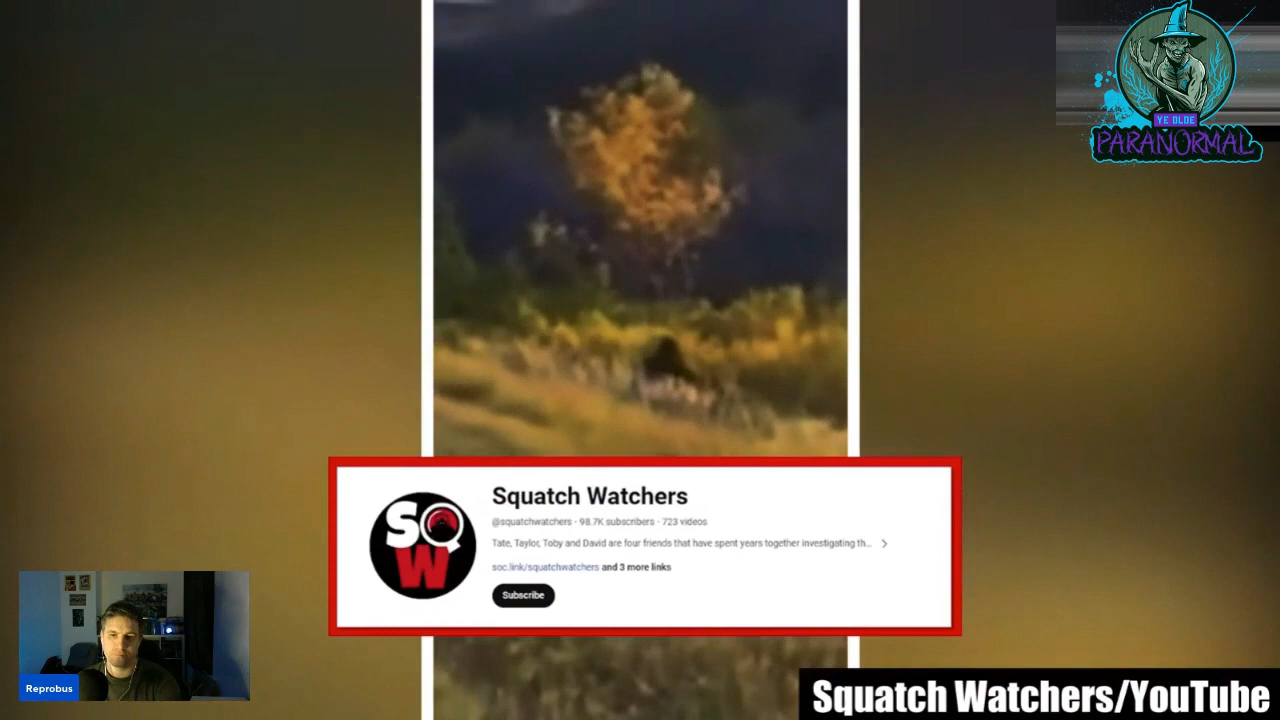 YE OLDE
PARANORMAL
SQ
W
Squatch Watchers
@squatchwatchers · 98.7K subscribers · 723 videos
Tate, Taylor, Toby and David are four friends that have spent years together investigating th...
soc.link/squatchwatchers and 3 more links
Subscribe
Reprobus
Squatch Watchers/YouTube